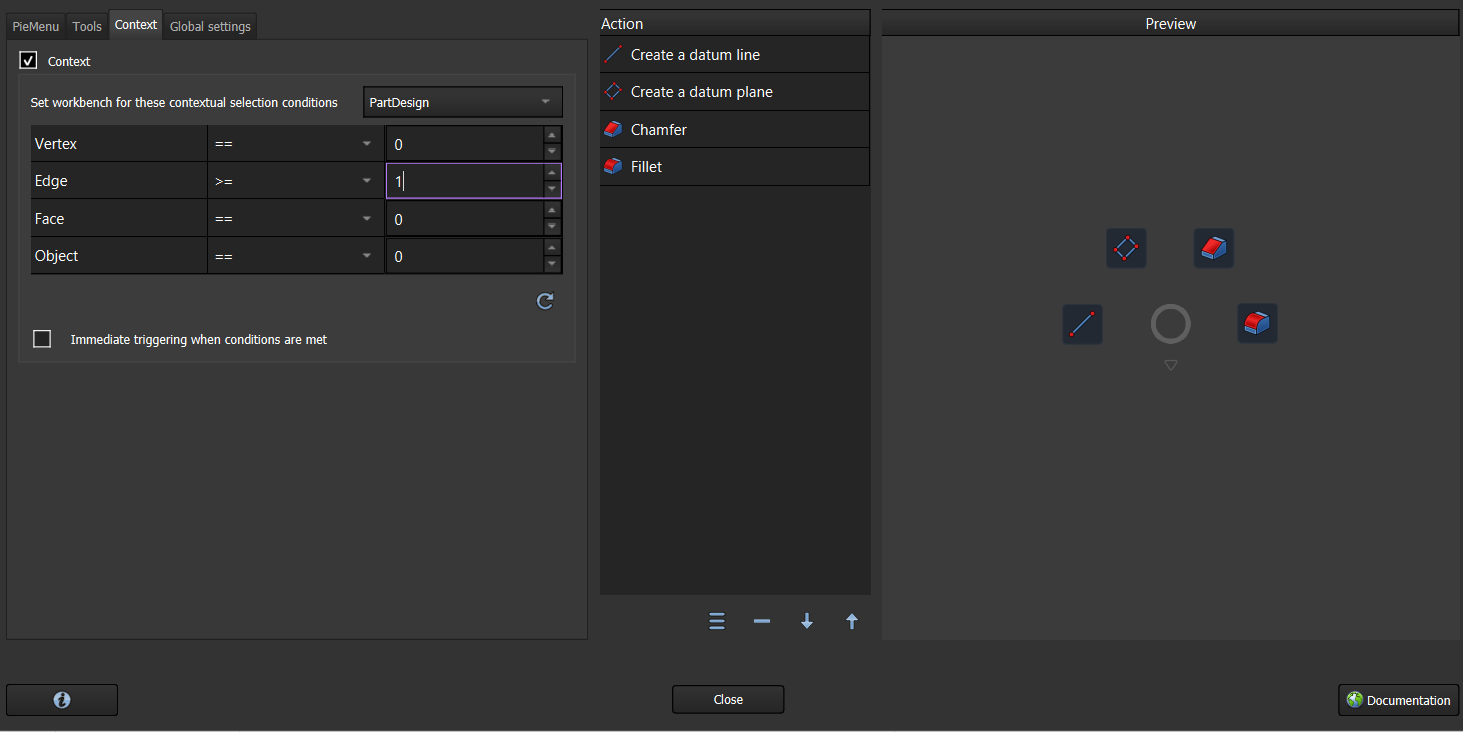 PieMenu Tools Context Global settings
Context
Set workbench for these contextual selection conditions PartDesign
Vertex == 0
Edge >= 1
Face == 0
Object == 0
Immediate triggering when conditions are met
Action
Create a datum line
Create a datum plane
Chamfer
Fillet
Preview
Close
Documentation